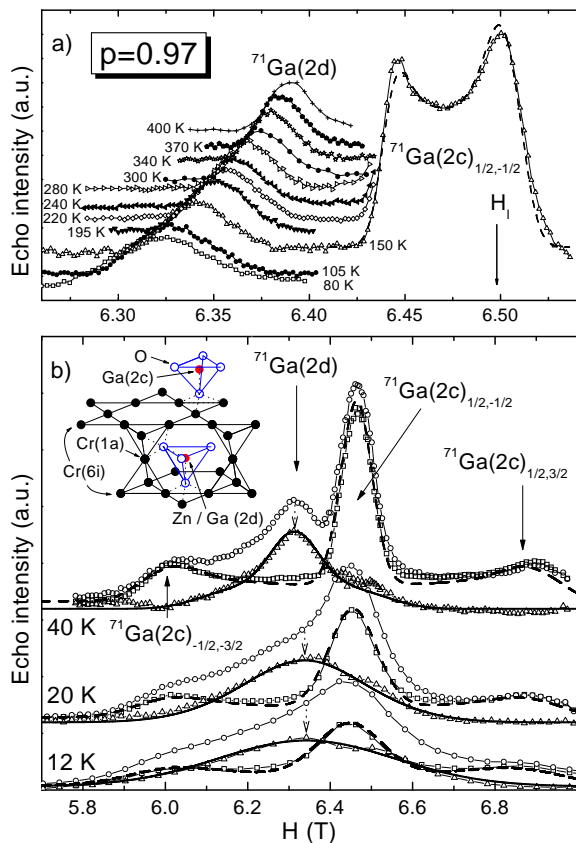 a)
p=0.97
71Ga(2d)
400 K
370 K
340 K
300 K
280 K
240 K
220 K
195 K
150 K
105 K
80 K
71Ga(2c)1/2,-1/2
HI
Echo intensity (a.u.)
6.30 6.35 6.40 6.45 6.50
b)
O
Ga(2c)
Cr(1a)
Cr(6i)
Zn / Ga (2d)
71Ga(2d)
71Ga(2c)1/2,-1/2
71Ga(2c)1/2,3/2
71Ga(2c)-1/2,-3/2
40 K
20 K
12 K
Echo intensity (a.u.)
5.8 6.0 6.2 6.4 6.6 6.8
H (T)